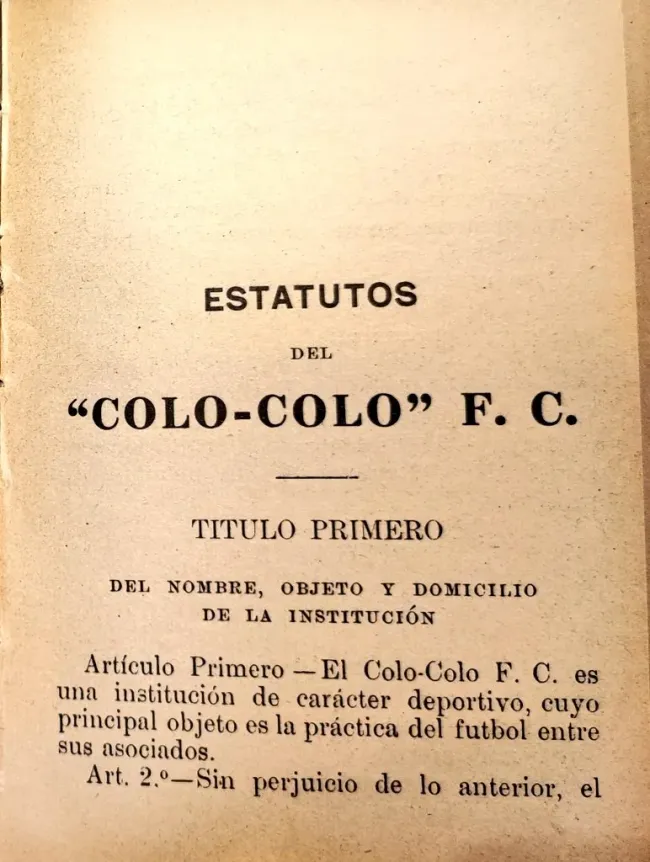 ESTATUTOS
DEL
“COLO-COLO” F. C.
TITULO PRIMERO
DEL NOMBRE, OBJETO Y DOMICILIO
DE LA INSTITUCIÓN
Artículo Primero—El Colo-Colo F. C. es
una institución de carácter deportivo, cuyo
principal objeto es la práctica del futbol entre
sus asociados.
Art. 2.º—Sin perjuicio de lo anterior, el